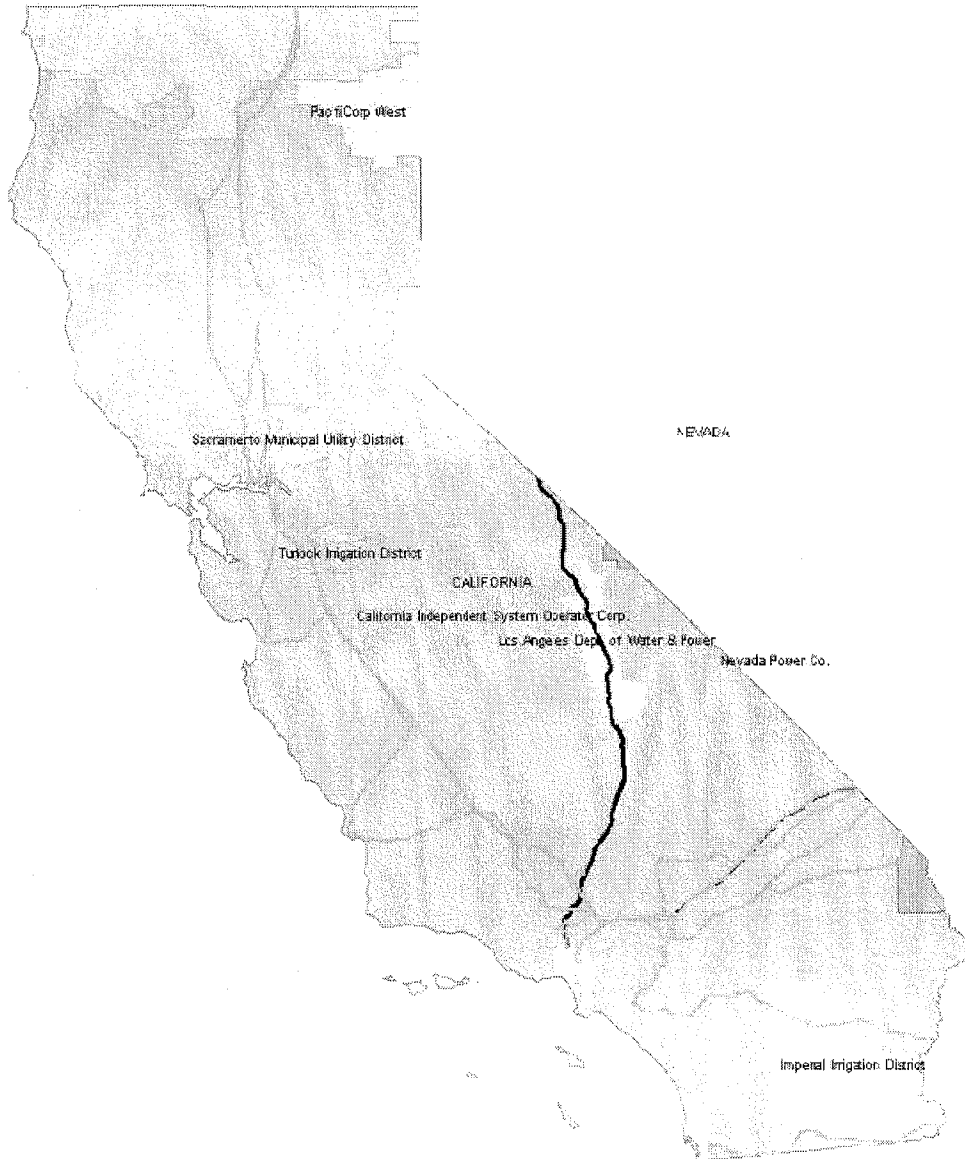 PacifiCorp West
Sacramento Municipal Utility District
NEVADA
Turlock Irrigation District
CALIFORNIA
California Independent System Operator Corp.
Los Angeles Dept. of Water & Power
Nevada Power Co.
Imperial Irrigation District